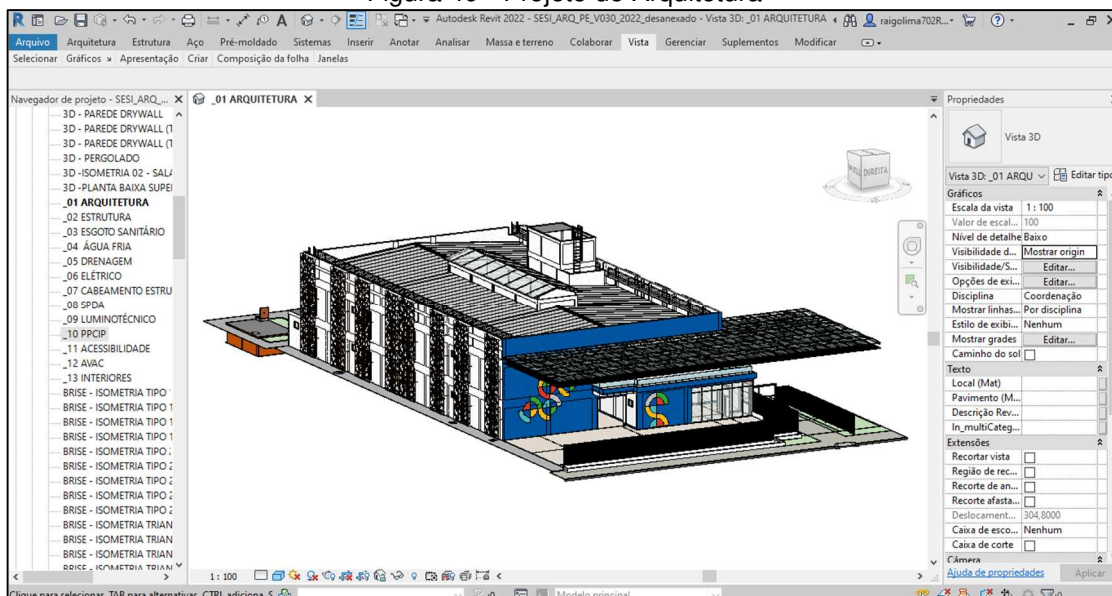 Autodesk Revit 2022 - SESI_ARQ_PE_V030_2022_desanexado - Vista 3D: _01 ARQUITETURA
raigolima702R...
Arquivo Arquitetura Estrutura Aço Pré-moldado Sistemas Inserir Anotar Analisar Massa e terreno Colaborar Vista Gerenciar Suplementos Modificar
Selecionar Gráficos Apresentação Criar Composição da folha Janelas
Navegador de projeto - SESI_ARQ_...
3D - PAREDE DRYWALL
3D - PAREDE DRYWALL (T
3D - PAREDE DRYWALL (T
3D - PERGOLADO
3D -ISOMETRIA 02 - SALA
3D -PLANTA BAIXA SUPE
_01 ARQUITETURA
_02 ESTRUTURA
_03 ESGOTO SANITÁRIO
_04 ÁGUA FRIA
_05 DRENAGEM
_06 ELÉTRICO
_07 CABEAMENTO ESTRU
_08 SPDA
_09 LUMINOTÉCNICO
_10 PPCIP
_11 ACESSIBILIDADE
_12 AVAC
_13 INTERIORES
BRISE - ISOMETRIA TIPO
BRISE - ISOMETRIA TIPO 1
BRISE - ISOMETRIA TIPO 1
BRISE - ISOMETRIA TIPO 1
BRISE - ISOMETRIA TIPO
BRISE - ISOMETRIA TIPO 2
BRISE - ISOMETRIA TIPO 2
BRISE - ISOMETRIA TIPO 2
BRISE - ISOMETRIA TIPO 2
BRISE - ISOMETRIA TRIAN
BRISE - ISOMETRIA TRIAN
BRISE - ISOMETRIA TRIAN
BRISE - ISOMETRIA TRIAN
_01 ARQUITETURA
DIREITA
1 : 100
Propriedades
Vista 3D
Vista 3D: _01 ARQU Editar tipo
Gráficos
Escala da vista 1 : 100
Valor de escal... 100
Nível de detalhe Baixo
Visibilidade d... Mostrar origin
Visibilidade/S... Editar...
Opções de exi... Editar...
Disciplina Coordenação
Mostrar linhas... Por disciplina
Estilo de exibi... Nenhum
Mostrar grades Editar...
Caminho do sol
Texto
Local (Mat)
Pavimento (M...
Descrição Rev...
In_multiCateg...
Extensões
Recortar vista
Região de rec...
Recorte de an...
Recorte afasta...
Deslocament... 304,8000
Caixa de esco... Nenhum
Caixa de corte
Câmera
Ajuda de propriedades Aplicar
Clique para selecionar, TAB para alternativas, CTRL adiciona, S
:0 Modelo principal